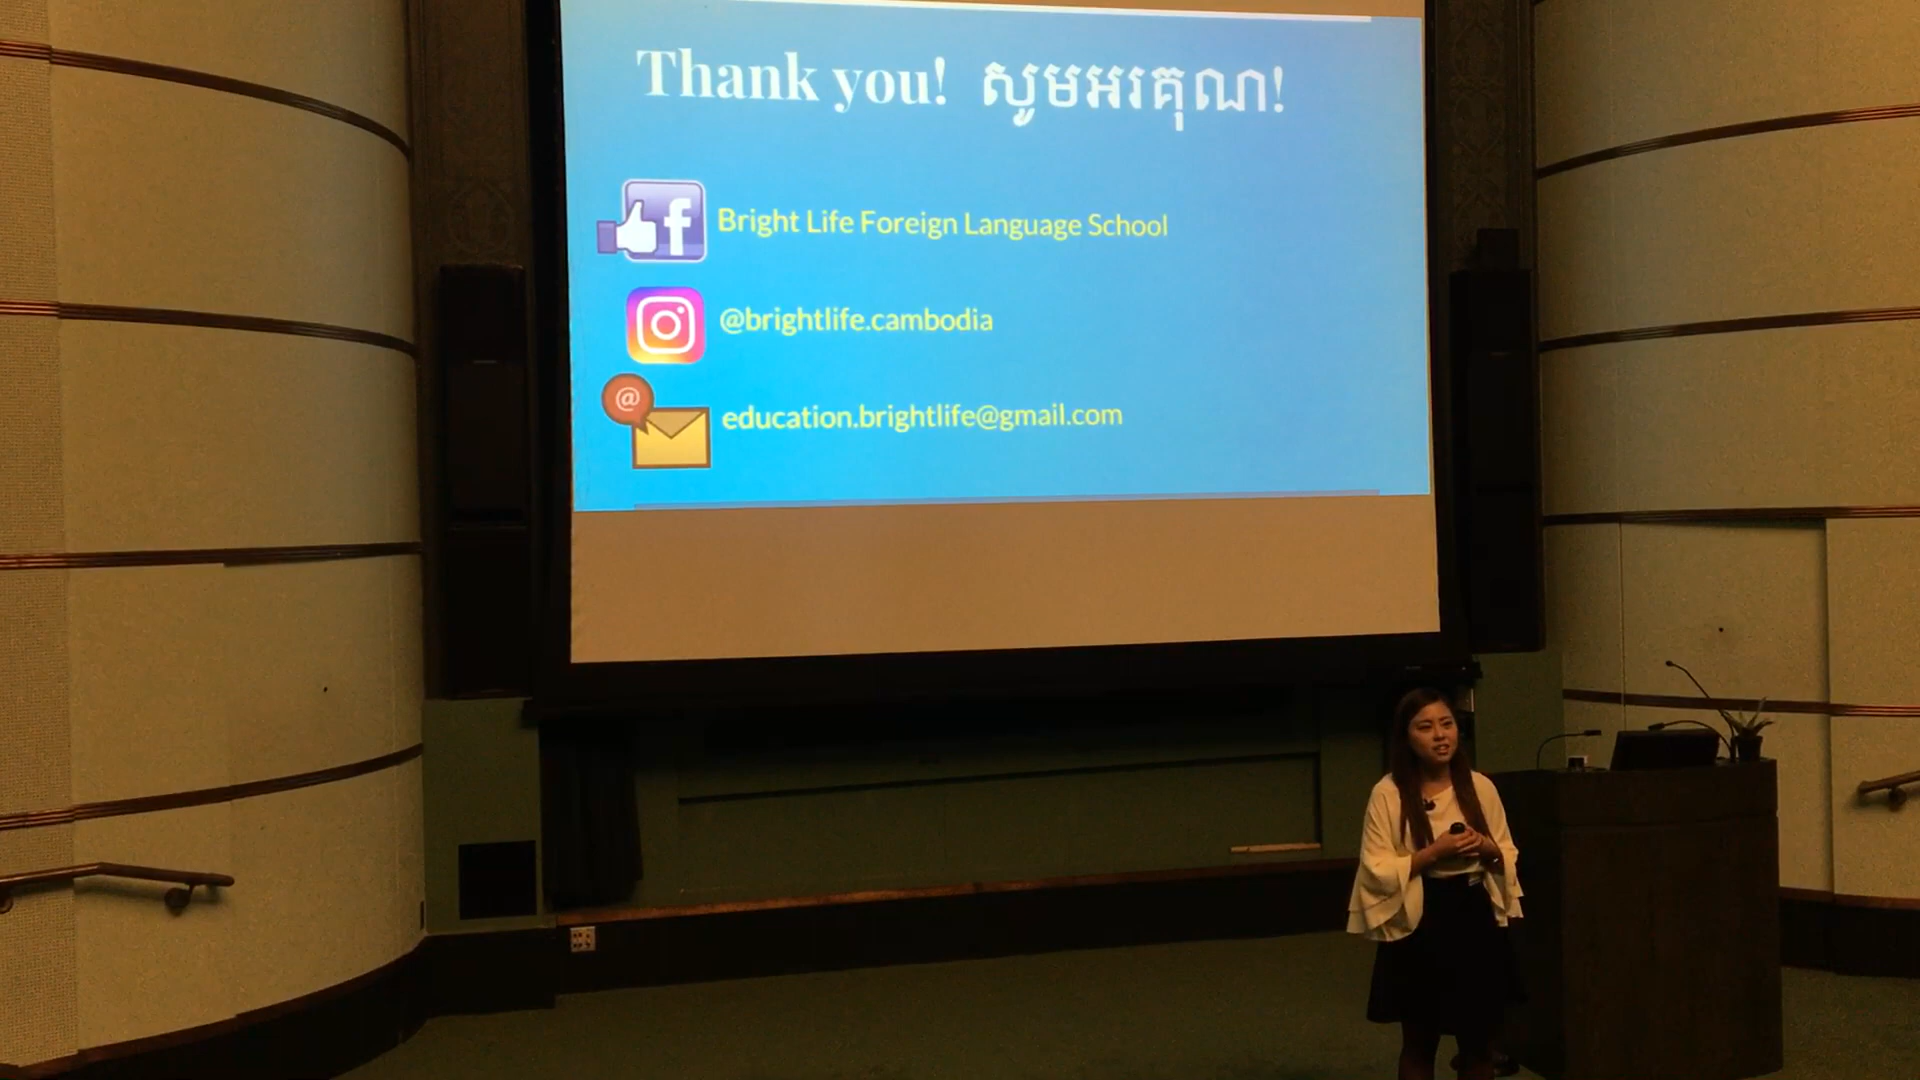 Thank you! សូមអរគុណ!
f Bright Life Foreign Language School
@brightlife.cambodia
@
education.brightlife@gmail.com